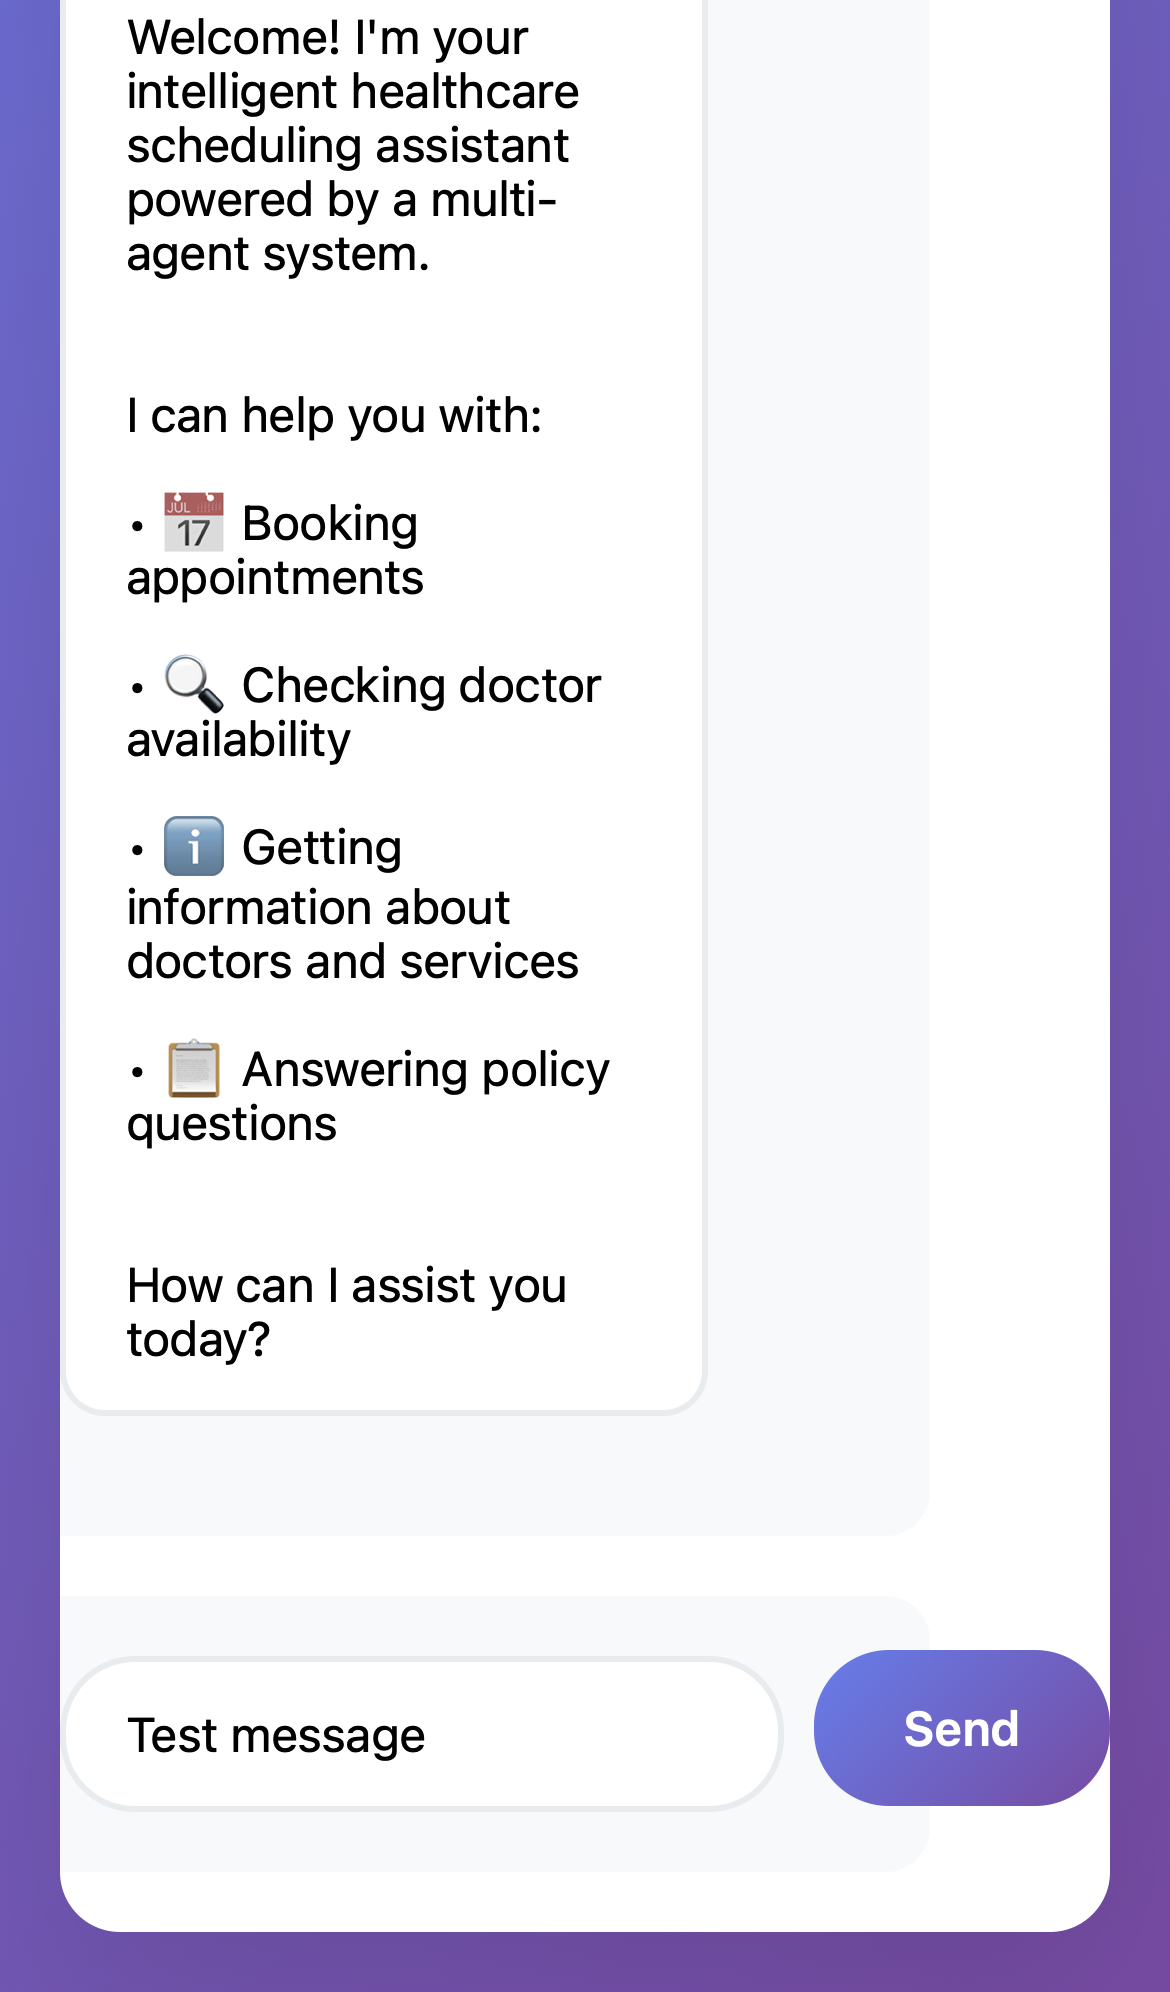 Welcome! I'm your
intelligent healthcare
scheduling assistant
powered by a multi-
agent system.
I can help you with:
• 📅 Booking
appointments
• 🔍 Checking doctor
availability
• ℹ️ Getting
information about
doctors and services
• 📋 Answering policy
questions
How can I assist you
today?
Test message
Send